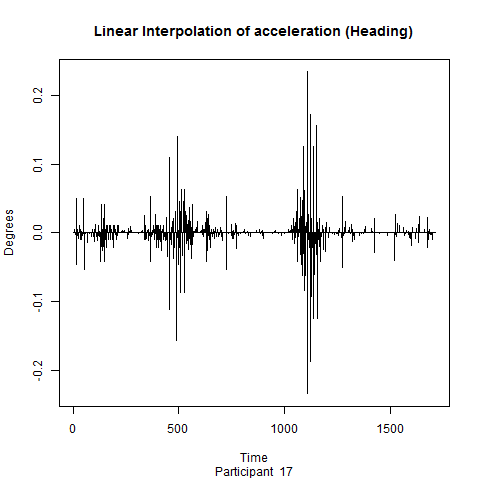 Linear Interpolation of acceleration (Heading)
Degrees
0.2
0.1
0.0
-0.1
-0.2
0 500 1000 1500
Time
Participant 17